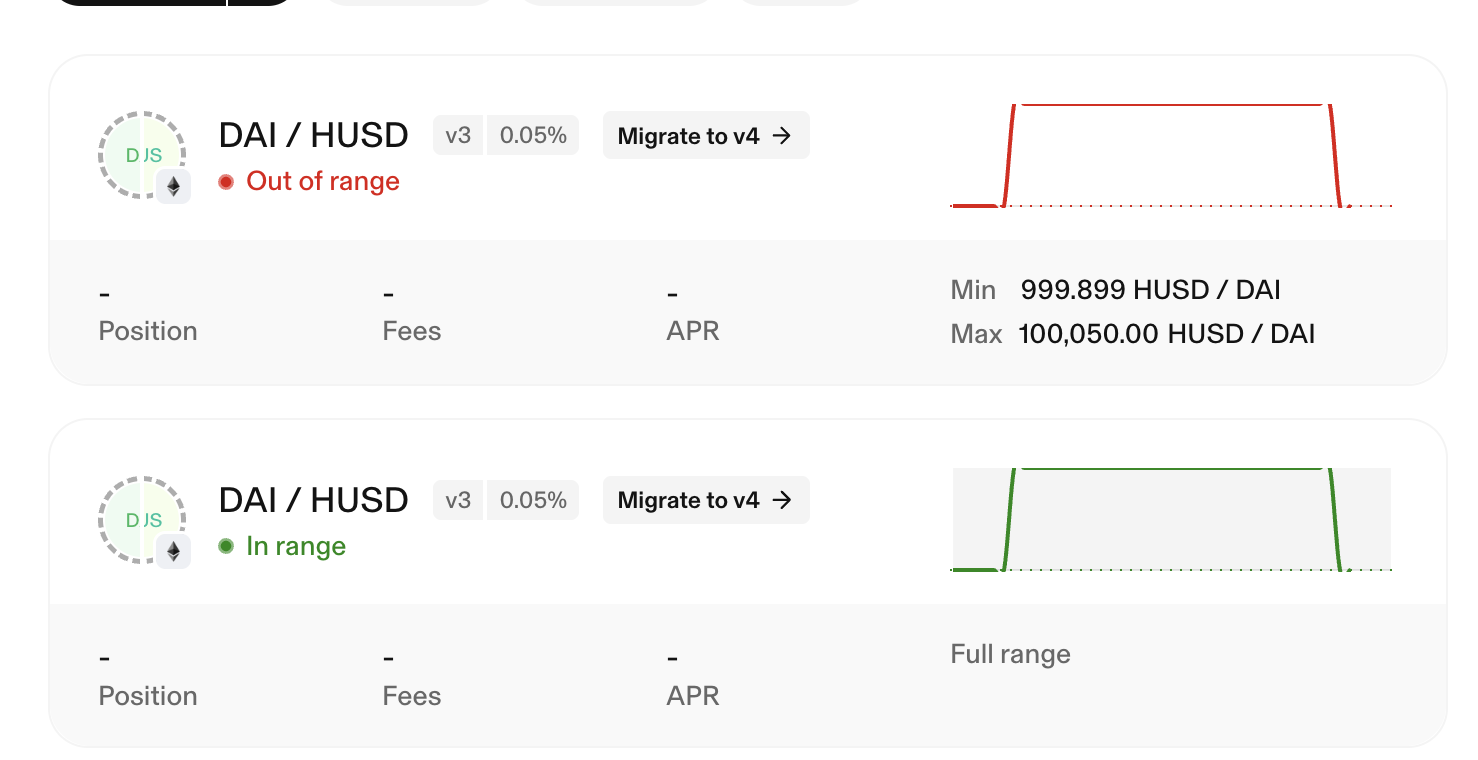 DAI / HUSD v3 0.05% Migrate to v4 →
D US
Out of range
- - -
Position Fees APR
Min 999.899 HUSD / DAI
Max 100,050.00 HUSD / DAI
DAI / HUSD v3 0.05% Migrate to v4 →
D US
In range
- - -
Position Fees APR
Full range